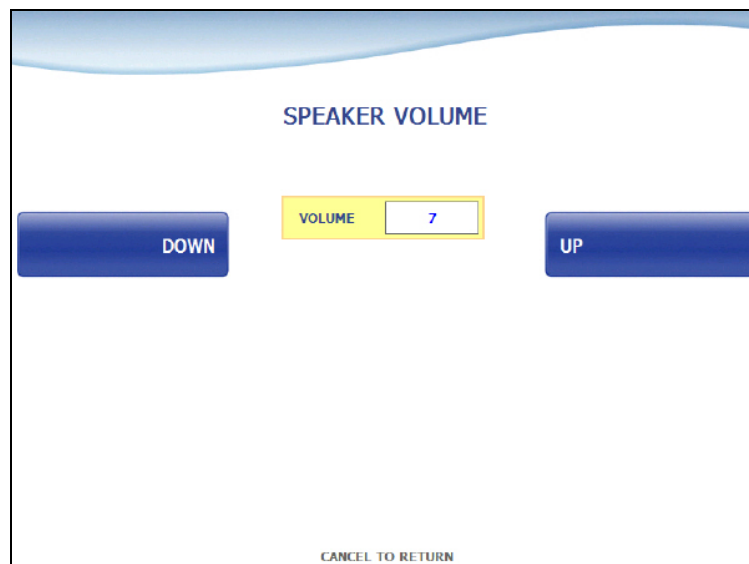 SPEAKER VOLUME
VOLUME 7
DOWN
UP
CANCEL TO RETURN